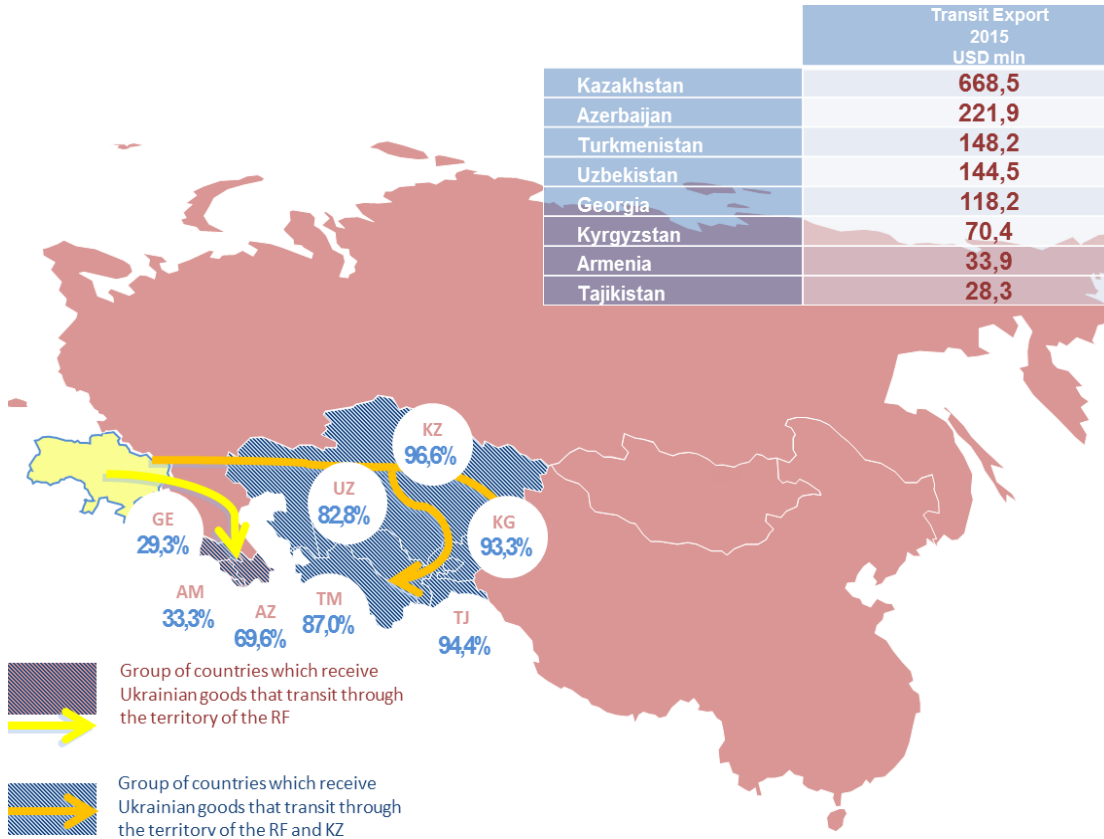 Transit Export
2015
USD mln
Kazakhstan 668,5
Azerbaijan 221,9
Turkmenistan 148,2
Uzbekistan 144,5
Georgia 118,2
Kyrgyzstan 70,4
Armenia 33,9
Tajikistan 28,3
KZ
96,6%
UZ
82,8%
GE
29,3%
KG
93,3%
AM
33,3%
AZ
69,6%
TM
87,0%
TJ
94,4%
Group of countries which receive
Ukrainian goods that transit through
the territory of the RF
Group of countries which receive
Ukrainian goods that transit through
the territory of the RF and KZ